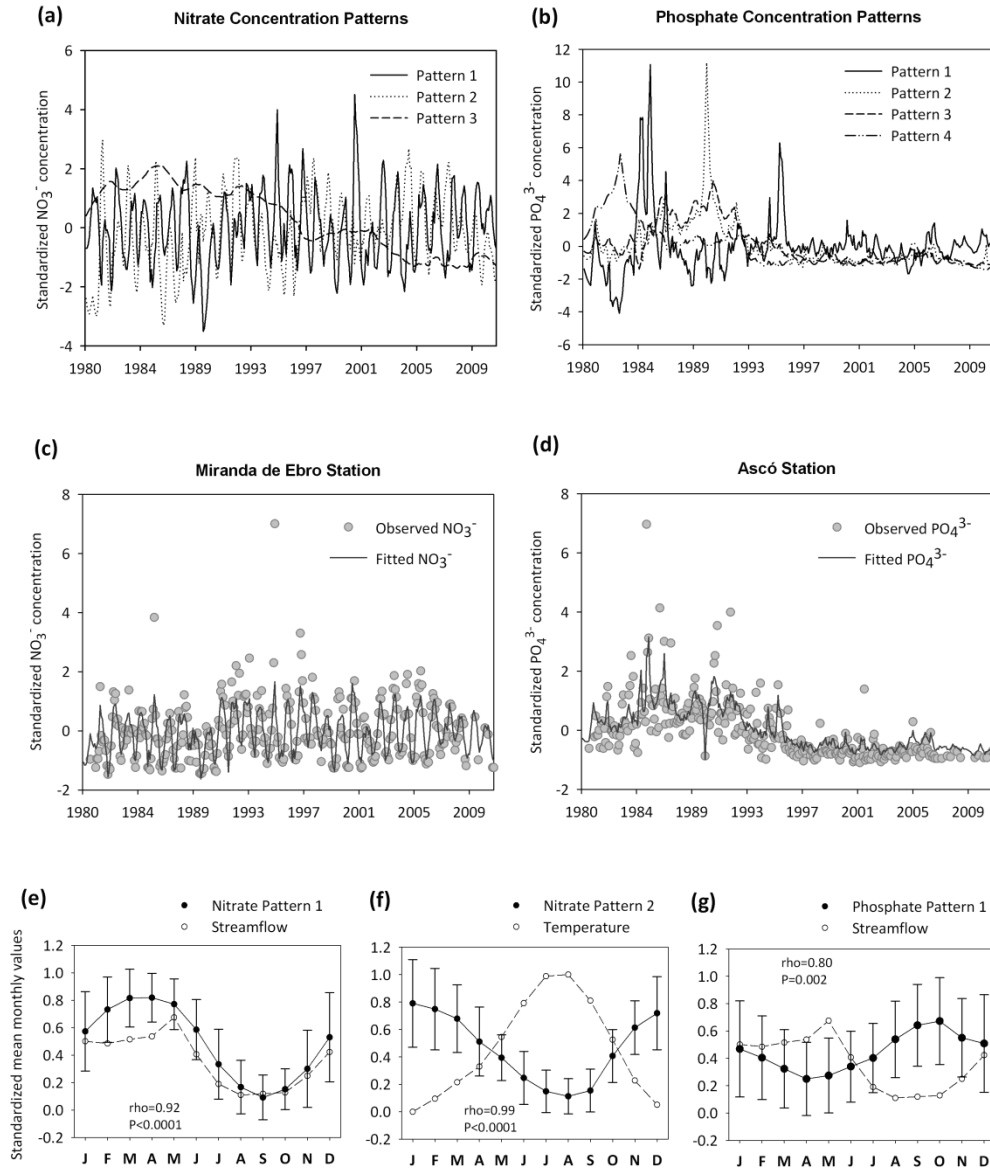 (a)
Nitrate Concentration Patterns
Standardized NO3- concentration
6
4
2
0
-2
-4
Pattern 1
Pattern 2
Pattern 3
1980 1984 1989 1993 1997 2001 2009
(b)
Phosphate Concentration Patterns
Standardized PO43- concentration
12
10
8
6
4
2
0
-2
-4
-6
Pattern 1
Pattern 2
Pattern 3
Pattern 4
1980 1984 1989 1993 1997 2001 2009
(c)
Miranda de Ebro Station
Standardized NO3- concentration
8
6
4
2
0
-2
Observed NO3-
Fitted NO3-
1980 1984 1989 1993 1997 2001 2009
(d)
Ascó Station
Standardized PO43- concentration
8
6
4
2
0
-2
Observed PO43-
Fitted PO43-
1980 1984 1989 1993 1997 2001 2009
(e)
Nitrate Pattern 1
Streamflow
Standardized mean monthly values
1.2
1.0
0.8
0.6
0.4
0.2
0.0
-0.2
rho=0.92
P<0.0001
J F M A M J J A S O N D
(f)
Nitrate Pattern 2
Temperature
1.2
1.0
0.8
0.6
0.4
0.2
0.0
-0.2
rho=0.99
P<0.0001
J F M A M J J A S O N D
(g)
Phosphate Pattern 1
Streamflow
1.2
1.0
0.8
0.6
0.4
0.2
0.0
-0.2
rho=0.80
P=0.002
J F M A M J J A S O N D